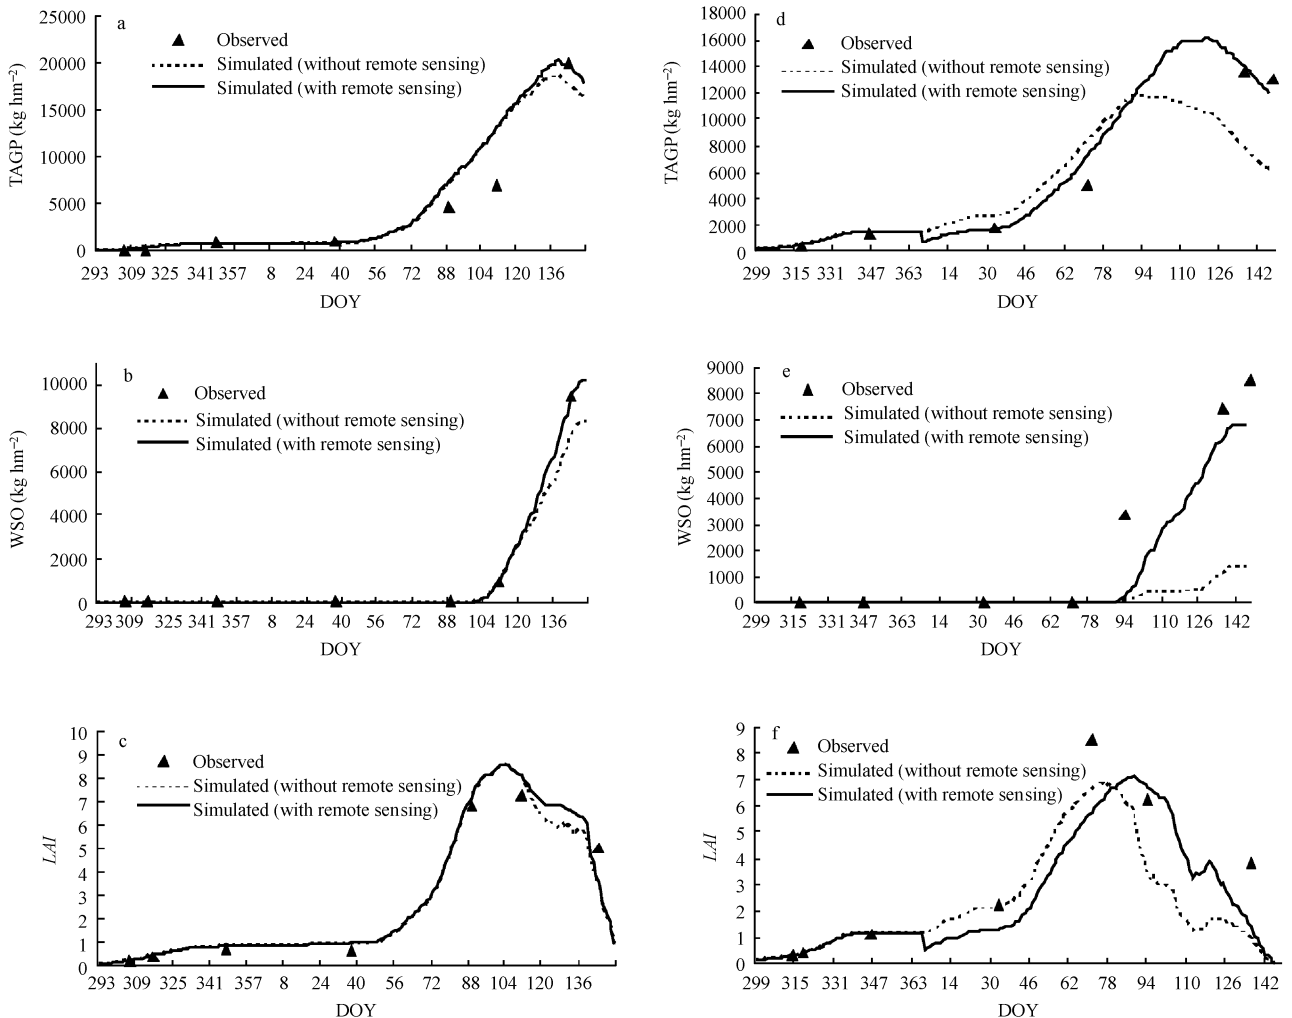 a
Observed
Simulated (without remote sensing)
Simulated (with remote sensing)
TAGP (kg hm⁻²)
25000
20000
15000
10000
5000
0
293 309 325 341 357 8 24 40 56 72 88 104 120 136
DOY
d
Observed
Simulated (without remote sensing)
Simulated (with remote sensing)
TAGP (kg hm⁻²)
18000
16000
14000
12000
10000
8000
6000
4000
2000
0
299 315 331 347 363 14 30 46 62 78 94 110 126 142
DOY
b
Observed
Simulated (without remote sensing)
Simulated (with remote sensing)
WSO (kg hm⁻²)
10000
8000
6000
4000
2000
0
293 309 325 341 357 8 24 40 56 72 88 104 120 136
DOY
e
Observed
Simulated (without remote sensing)
Simulated (with remote sensing)
WSO (kg hm⁻²)
9000
8000
7000
6000
5000
4000
3000
2000
1000
0
299 315 331 347 363 14 30 46 62 78 94 110 126 142
DOY
c
Observed
Simulated (without remote sensing)
Simulated (with remote sensing)
LAI
10
9
8
7
6
5
4
3
2
1
0
293 309 325 341 357 8 24 40 56 72 88 104 120 136
DOY
f
Observed
Simulated (without remote sensing)
Simulated (with remote sensing)
LAI
9
8
7
6
5
4
3
2
1
0
299 315 331 347 363 14 30 46 62 78 94 110 126 142
DOY